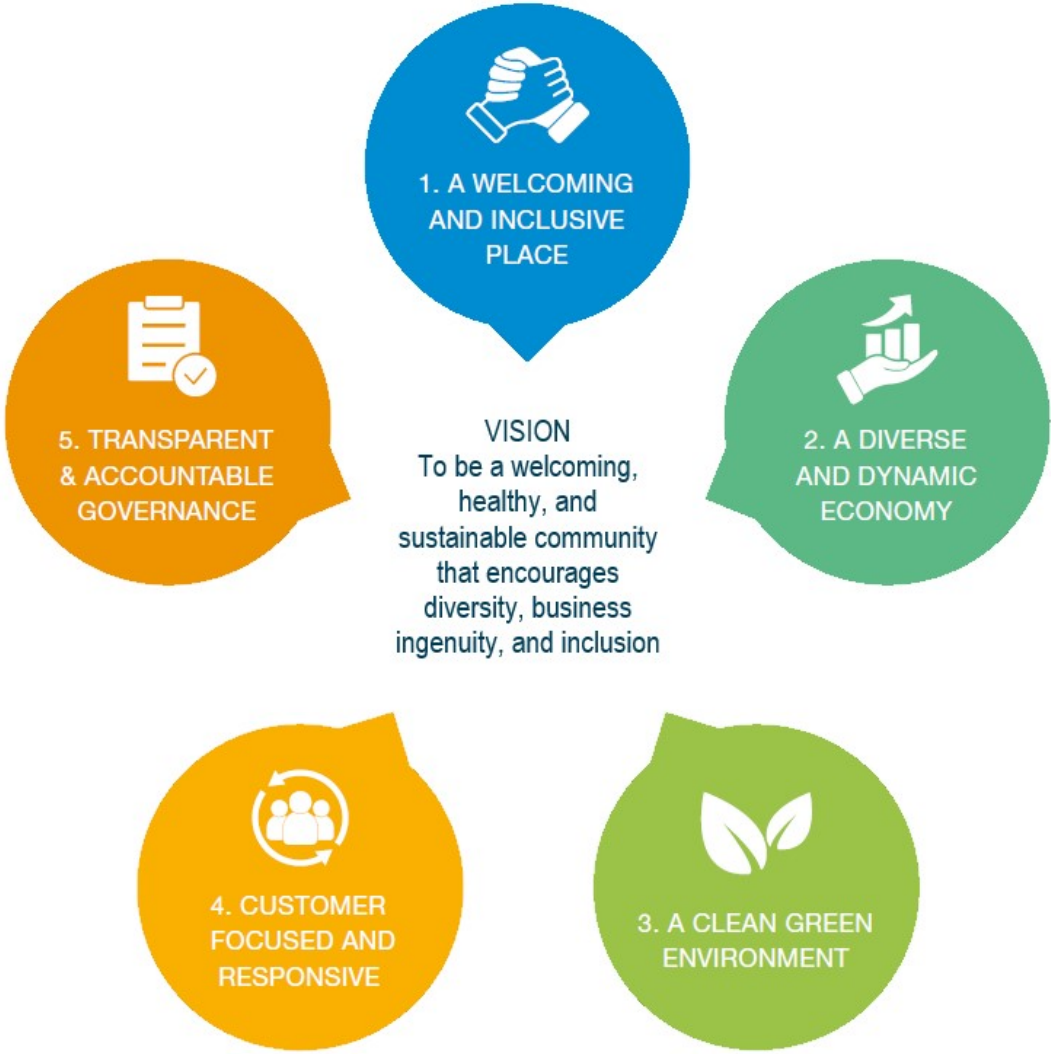 1. A WELCOMING
AND INCLUSIVE
PLACE
2. A DIVERSE
AND DYNAMIC
ECONOMY
3. A CLEAN GREEN
ENVIRONMENT
4. CUSTOMER
FOCUSED AND
RESPONSIVE
5. TRANSPARENT
& ACCOUNTABLE
GOVERNANCE
VISION
To be a welcoming,
healthy, and
sustainable community
that encourages
diversity, business
ingenuity, and inclusion